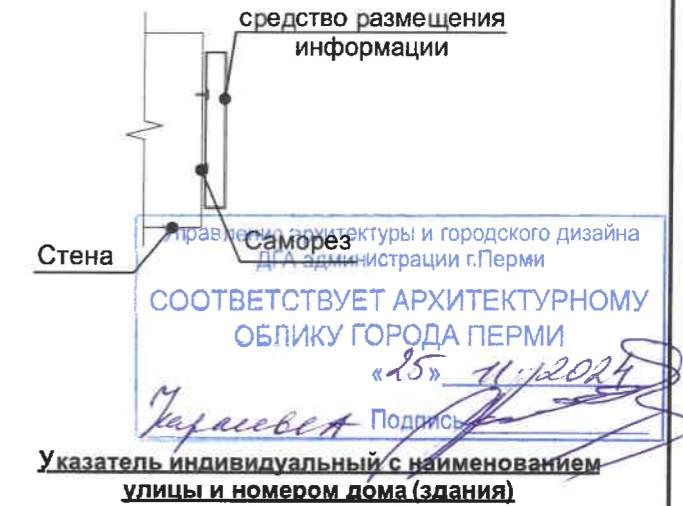 средство размещения
информации
Саморез
Стена
Управление архитектуры и городского дизайна
ДГА администрации г.Перми
СООТВЕТСТВУЕТ АРХИТЕКТУРНОМУ
ОБЛИКУ ГОРОДА ПЕРМИ
«25» 11. 2024
Подпись
Указатель индивидуальный с наименованием
улицы и номером дома (здания)